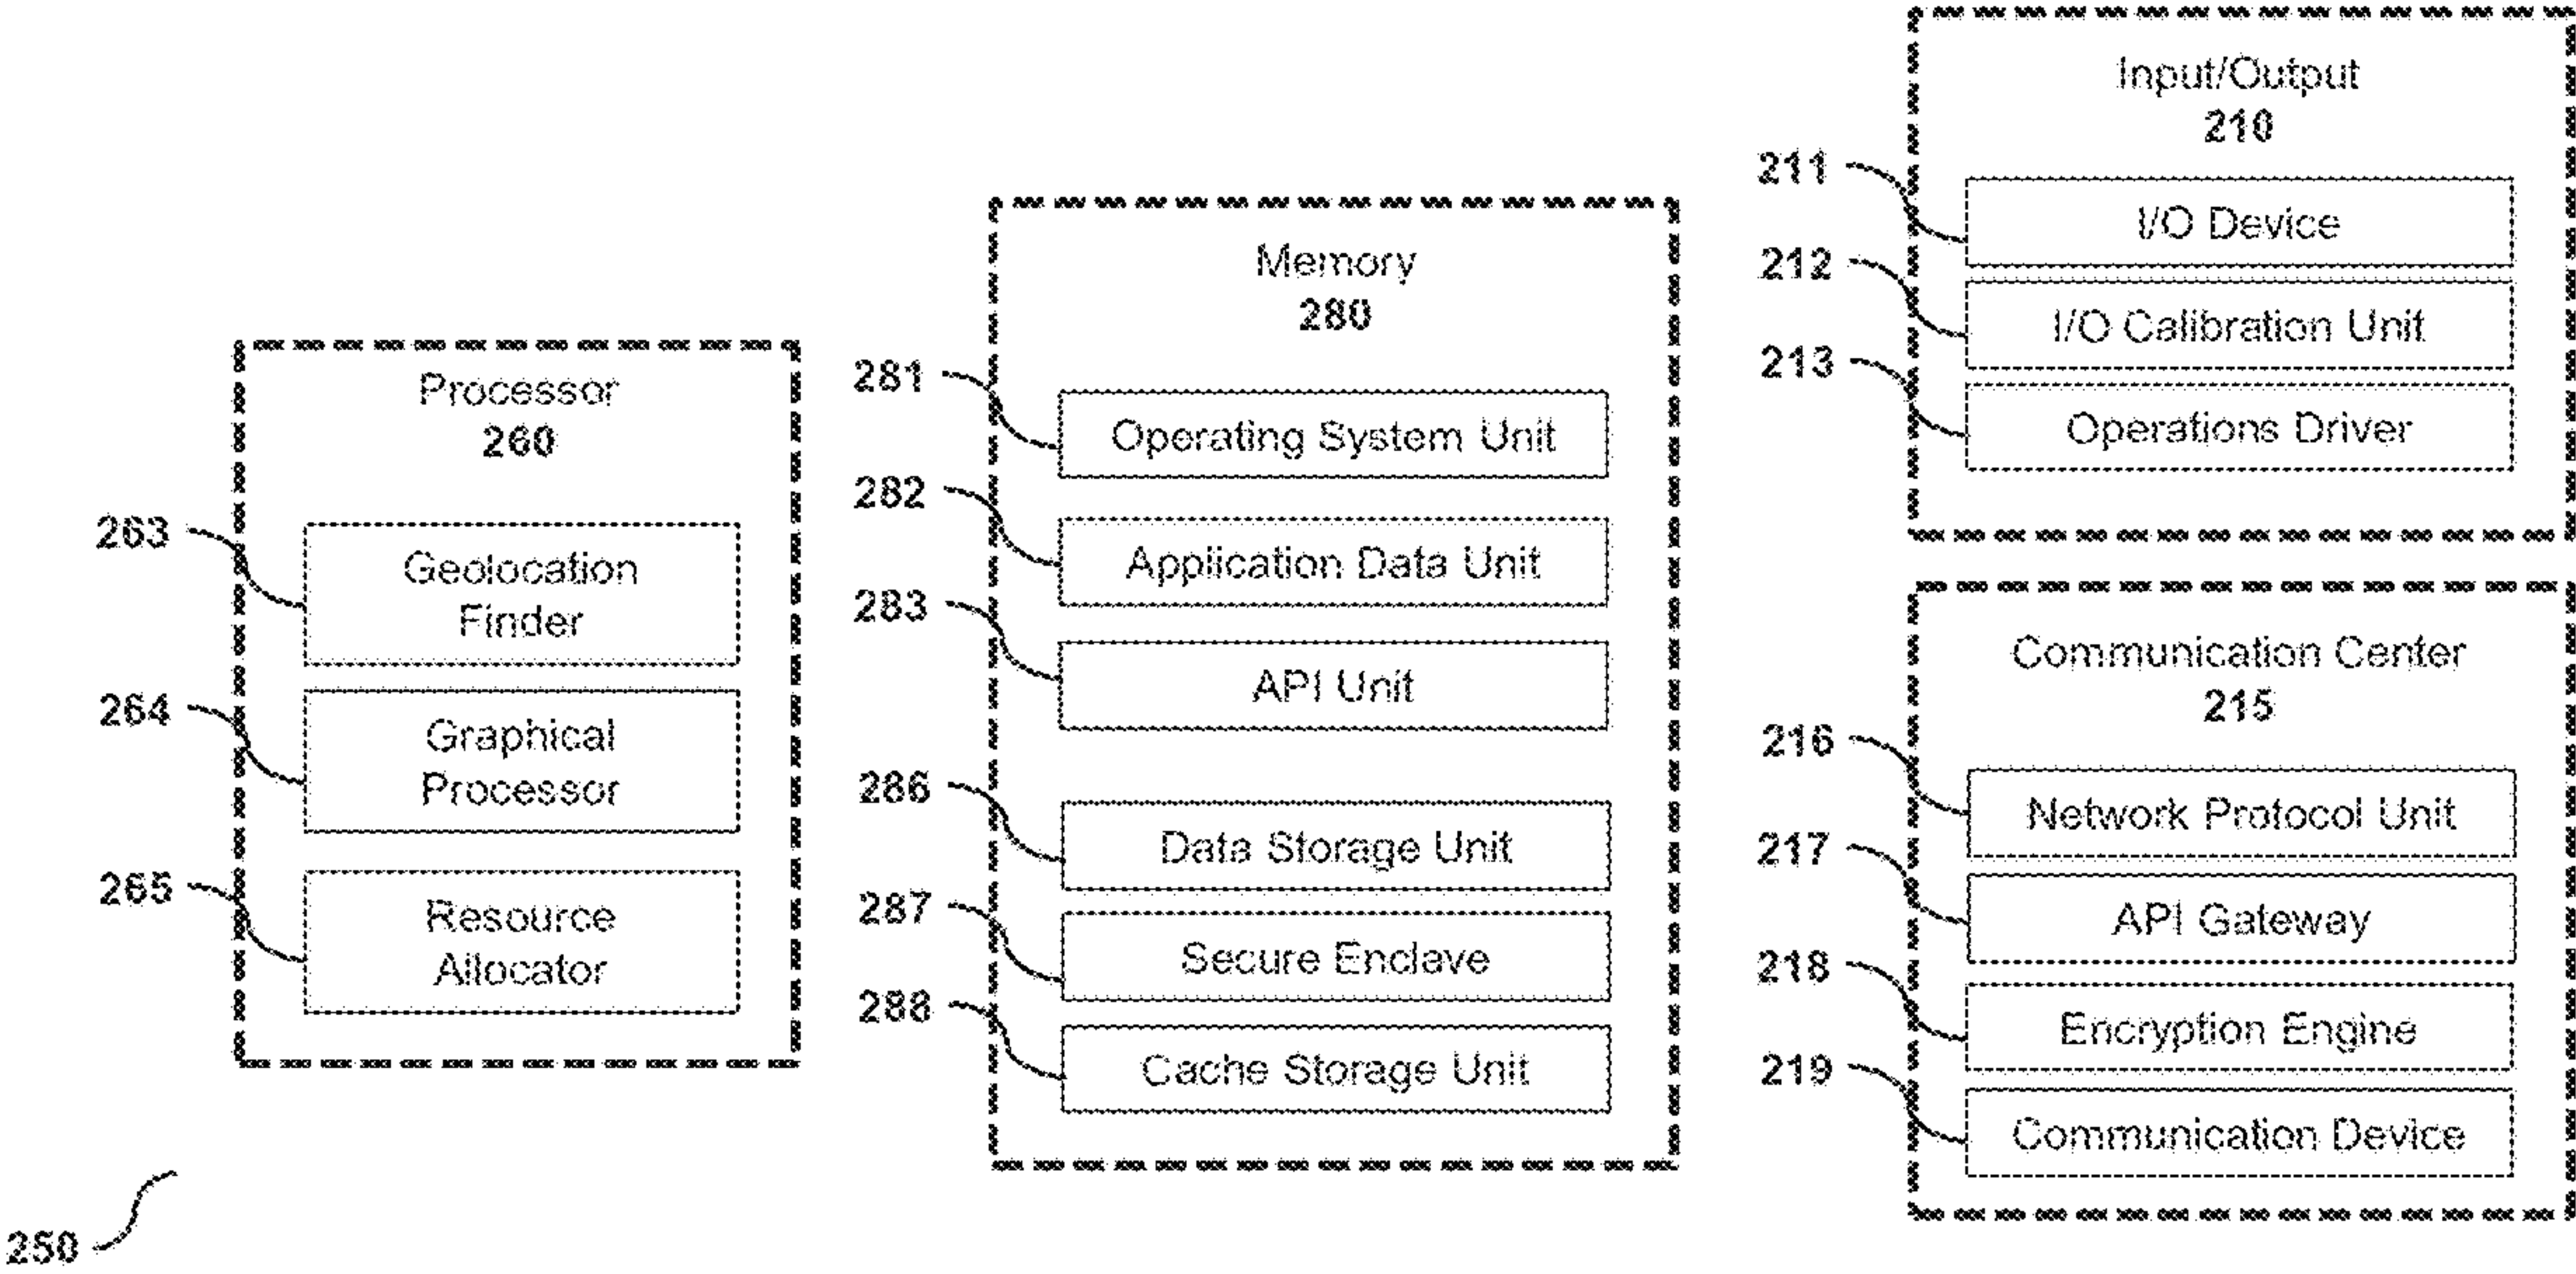 Processor
260
263
Geolocation
Finder
264
Graphical
Processor
265
Resource
Allocator
250
Memory
280
281
Operating System Unit
282
Application Data Unit
283
API Unit
286
Data Storage Unit
287
Secure Enclave
288
Cache Storage Unit
Input/Output
210
211
I/O Device
212
I/O Calibration Unit
213
Operations Driver
Communication Center
215
216
Network Protocol Unit
217
API Gateway
218
Encryption Engine
219
Communication Device